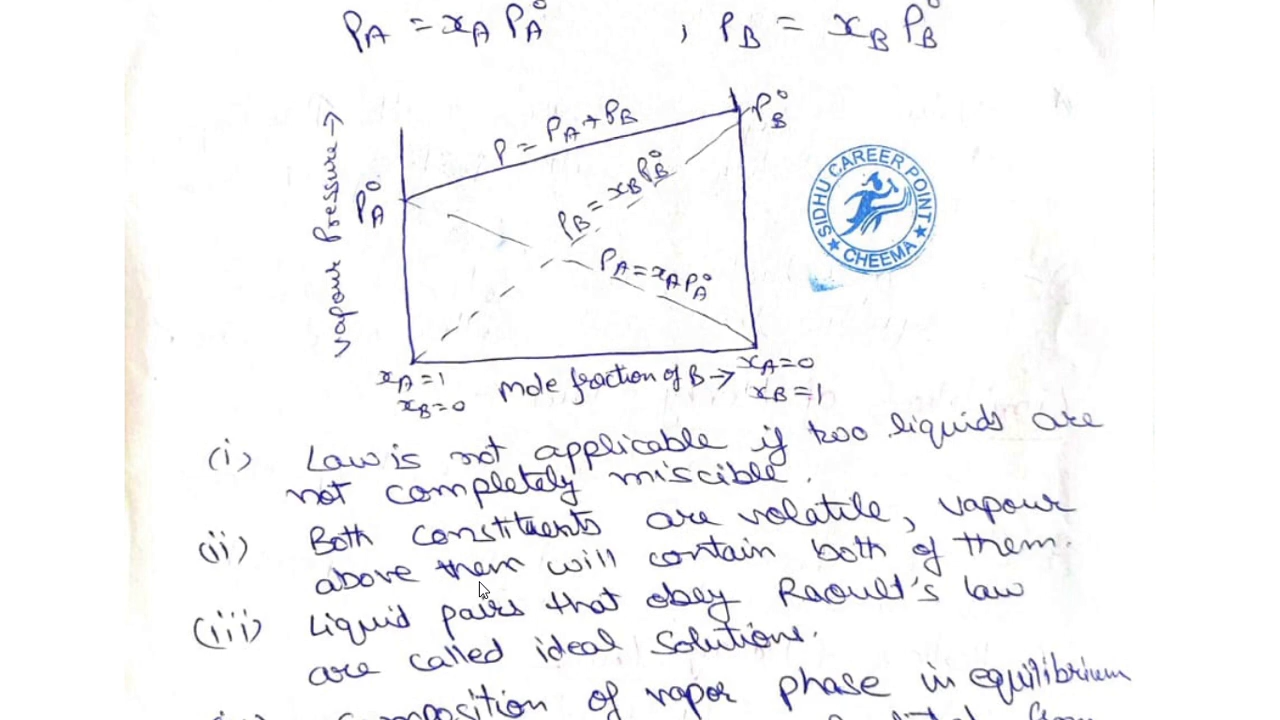 PA = xA PA° , PB = xB PB°
P = PA + PB
PB°
PA°
PB = xB PB°
PA = xA PA°
Vapour Pressure →
xA = 1
xB = 0
mole fraction of B →
xA = 0
xB = 1
SIDHU CAREER POINT
★ CHEEMA ★
(i) Law is not applicable if two liquids are
not completely miscible.
(ii) Both constituents are volatile, vapour
above them will contain both of them.
(iii) Liquid pairs that obey Raoult's law
are called ideal solutions.
of vapor phase in equilibrium